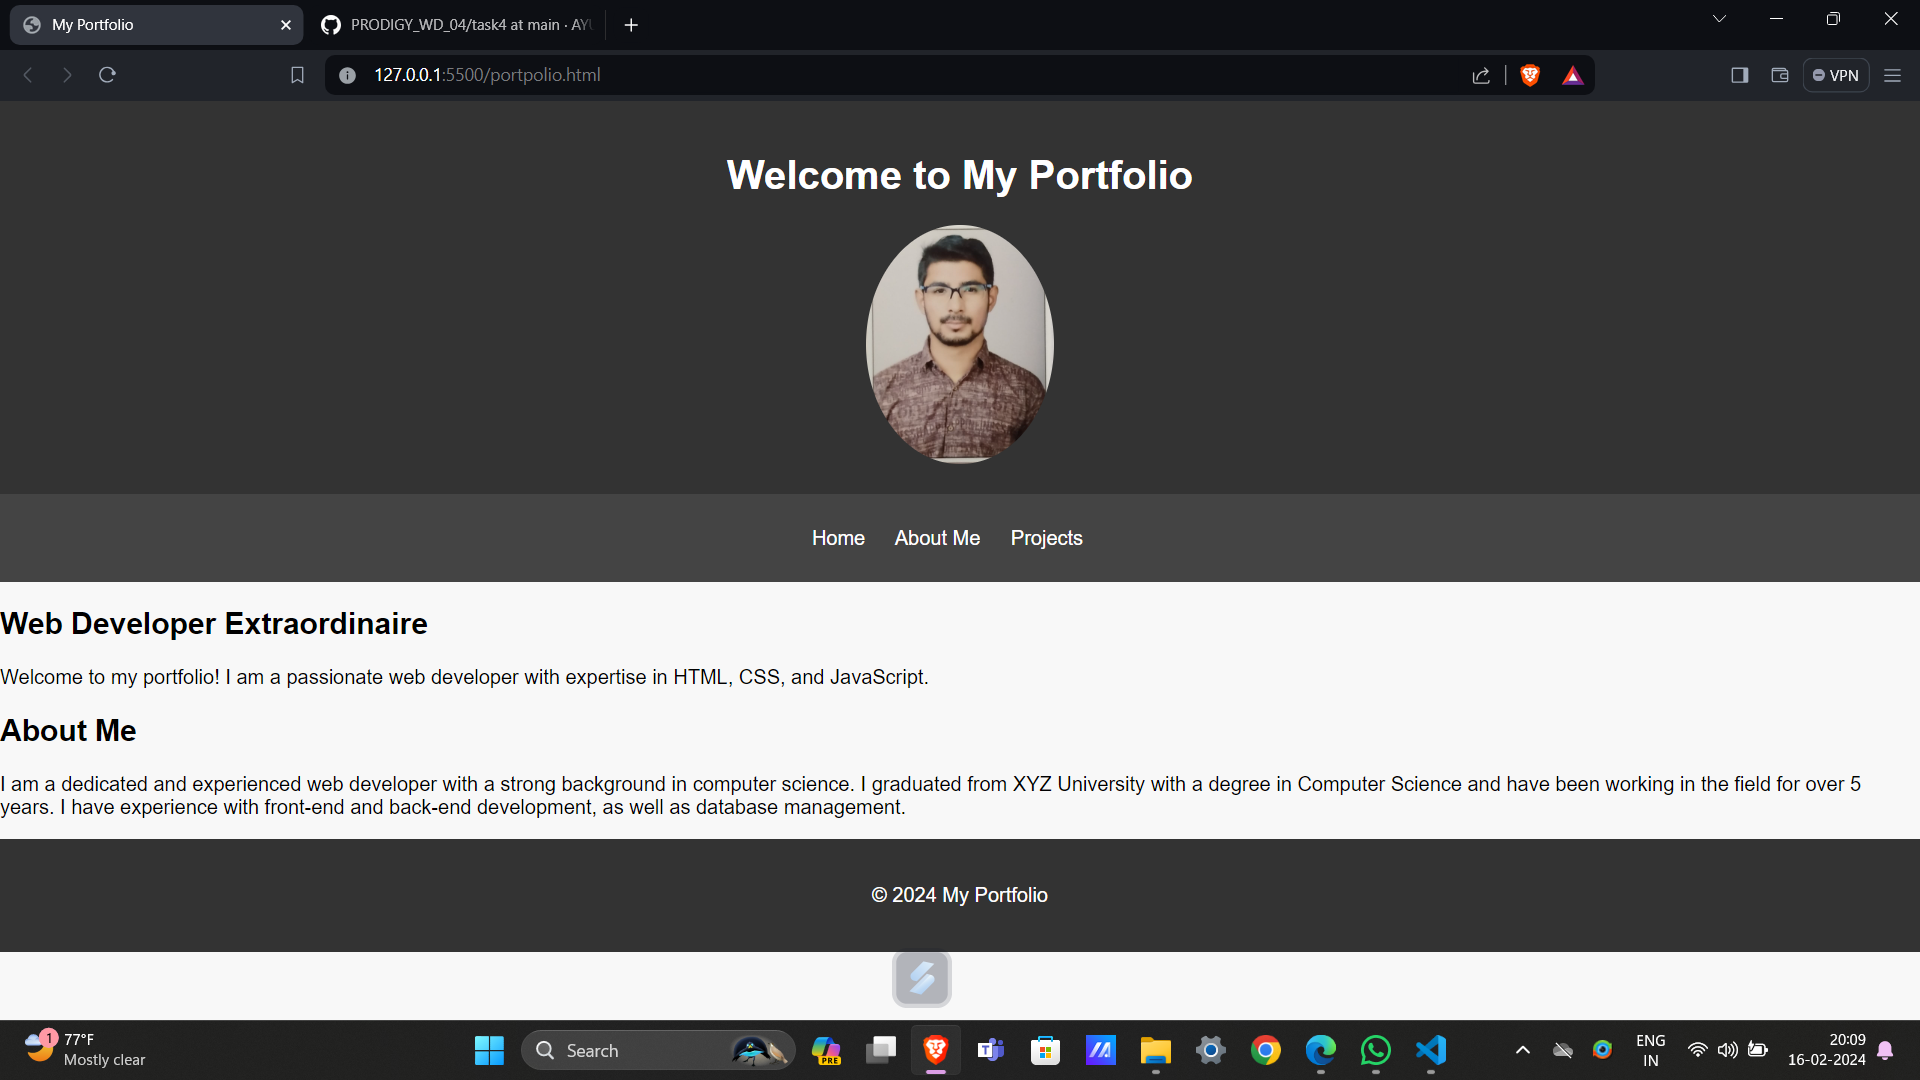 My Portfolio
PRODIGY_WD_04/task4 at main · AYU
127.0.0.1:5500/portpolio.html
VPN
Welcome to My Portfolio
Home About Me Projects
Web Developer Extraordinaire
Welcome to my portfolio! I am a passionate web developer with expertise in HTML, CSS, and JavaScript.
About Me
I am a dedicated and experienced web developer with a strong background in computer science. I graduated from XYZ University with a degree in Computer Science and have been working in the field for over 5
years. I have experience with front-end and back-end development, as well as database management.
© 2024 My Portfolio
1
77°F
Mostly clear
Search
PRE
ENG
IN
20:09
16-02-2024